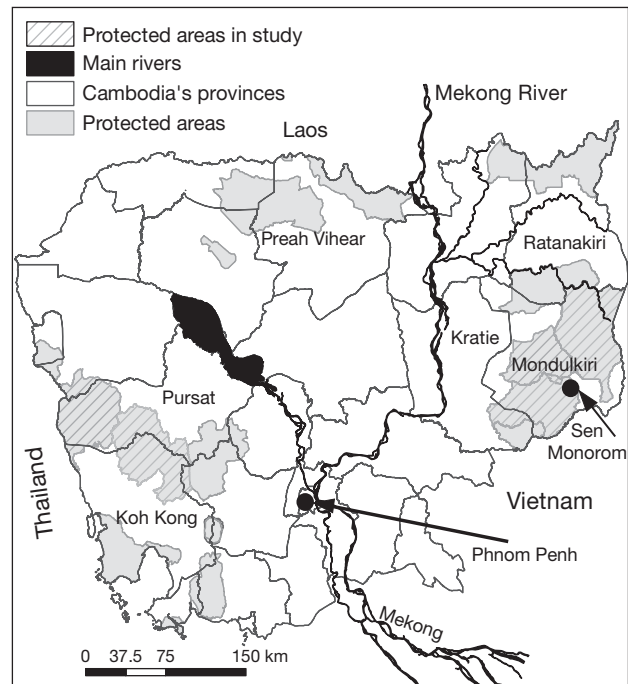 Protected areas in study
Main rivers
Cambodia's provinces
Protected areas
Mekong River
Laos
Preah Vihear
Ratanakiri
Kratie
Mondulkiri
Pursat
Sen
Monorom
Thailand
Vietnam
Koh Kong
Phnom Penh
Mekong
0 37.5 75 150 km